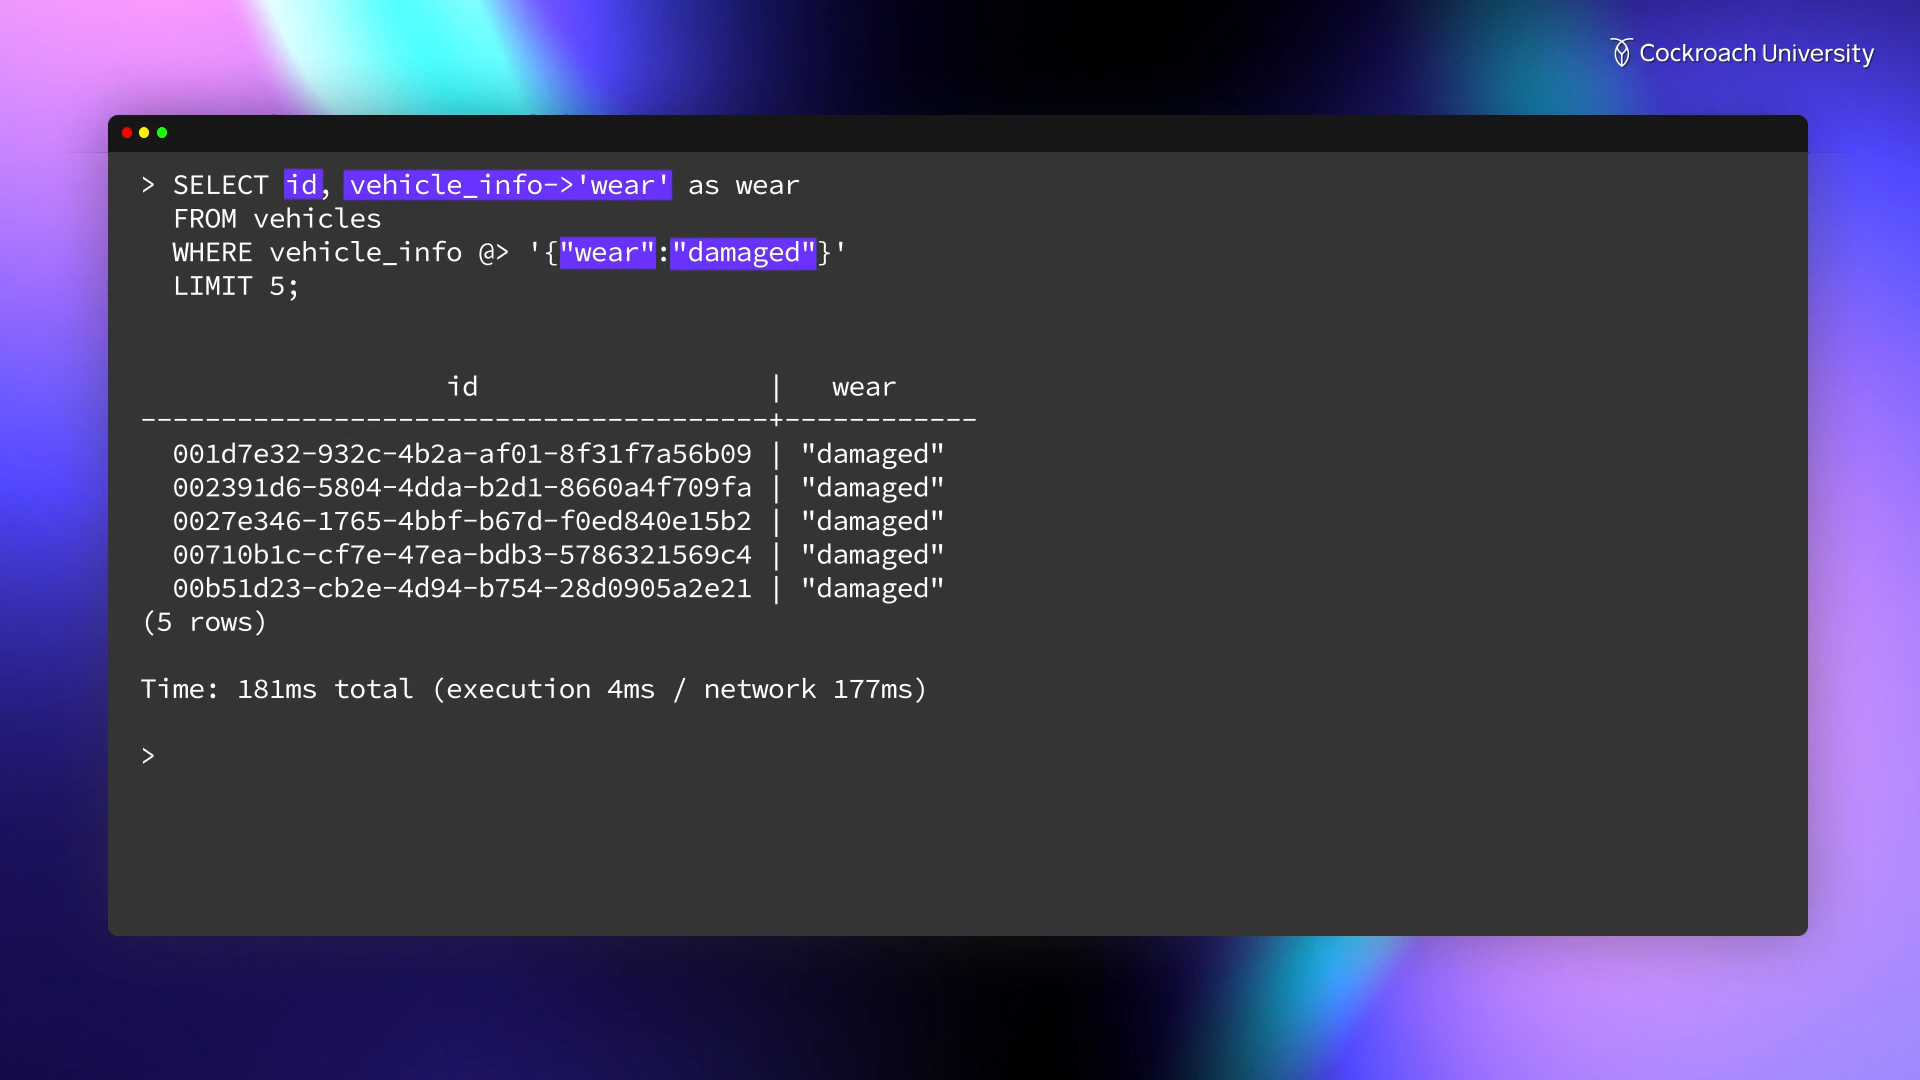 Cockroach University
> SELECT id, vehicle_info->'wear' as wear
FROM vehicles
WHERE vehicle_info @> '{"wear":"damaged"}'
LIMIT 5;
id | wear
---------------------------------------+------------
001d7e32-932c-4b2a-af01-8f31f7a56b09 | "damaged"
002391d6-5804-4dda-b2d1-8660a4f709fa | "damaged"
0027e346-1765-4bbf-b67d-f0ed840e15b2 | "damaged"
00710b1c-cf7e-47ea-bdb3-5786321569c4 | "damaged"
00b51d23-cb2e-4d94-b754-28d0905a2e21 | "damaged"
(5 rows)
Time: 181ms total (execution 4ms / network 177ms)
>